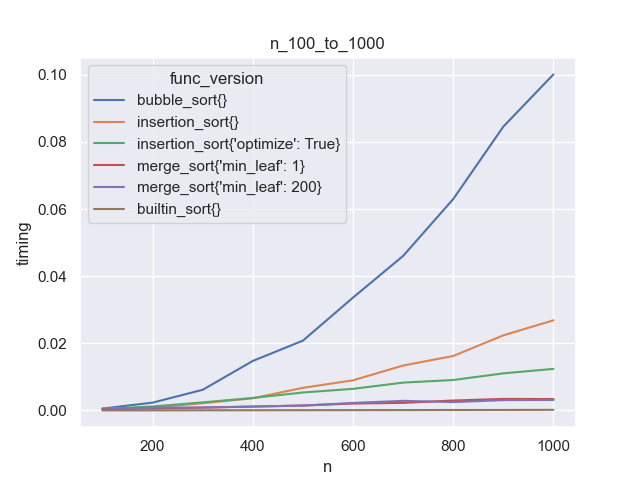 n_100_to_1000
func_version
bubble_sort{}
insertion_sort{}
insertion_sort{'optimize': True}
merge_sort{'min_leaf': 1}
merge_sort{'min_leaf': 200}
builtin_sort{}
0.10
0.08
0.06
0.04
0.02
0.00
timing
200
400
600
800
1000
n